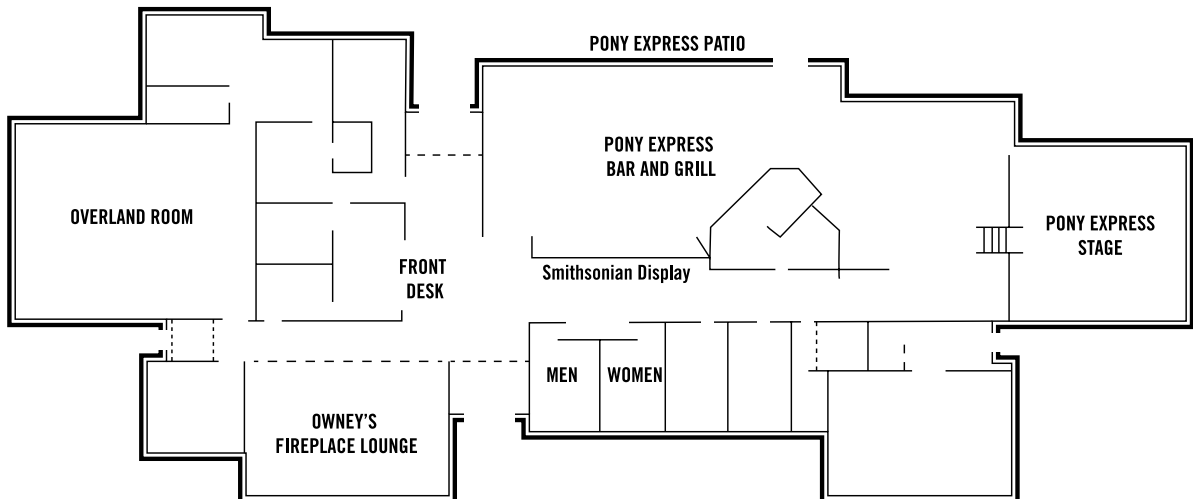 PONY EXPRESS PATIO
PONY EXPRESS
BAR AND GRILL
OVERLAND ROOM
PONY EXPRESS
STAGE
FRONT
DESK
Smithsonian Display
MEN
WOMEN
OWNEY'S
FIREPLACE LOUNGE